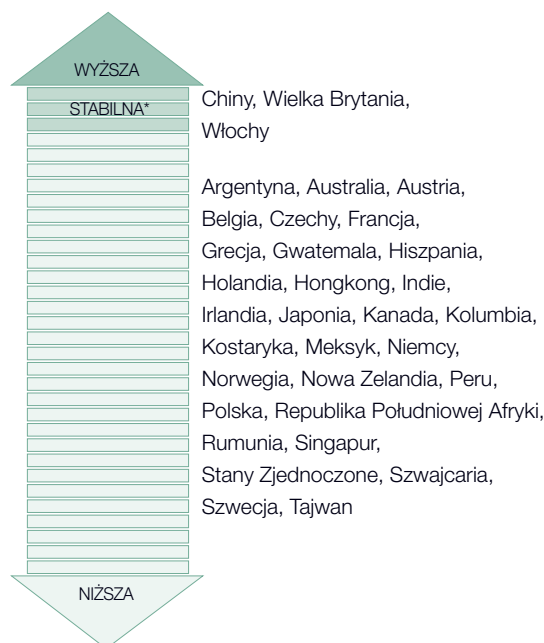 WYŻSZA
STABILNA*
Chiny, Wielka Brytania,
Włochy
Argentyna, Australia, Austria,
Belgia, Czechy, Francja,
Grecja, Gwatemala, Hiszpania,
Holandia, Hongkong, Indie,
Irlandia, Japonia, Kanada, Kolumbia,
Kostaryka, Meksyk, Niemcy,
Norwegia, Nowa Zelandia, Peru,
Polska, Republika Południowej Afryki,
Rumunia, Singapur,
Stany Zjednoczone, Szwajcaria,
Szwecja, Tajwan
NIŻSZA